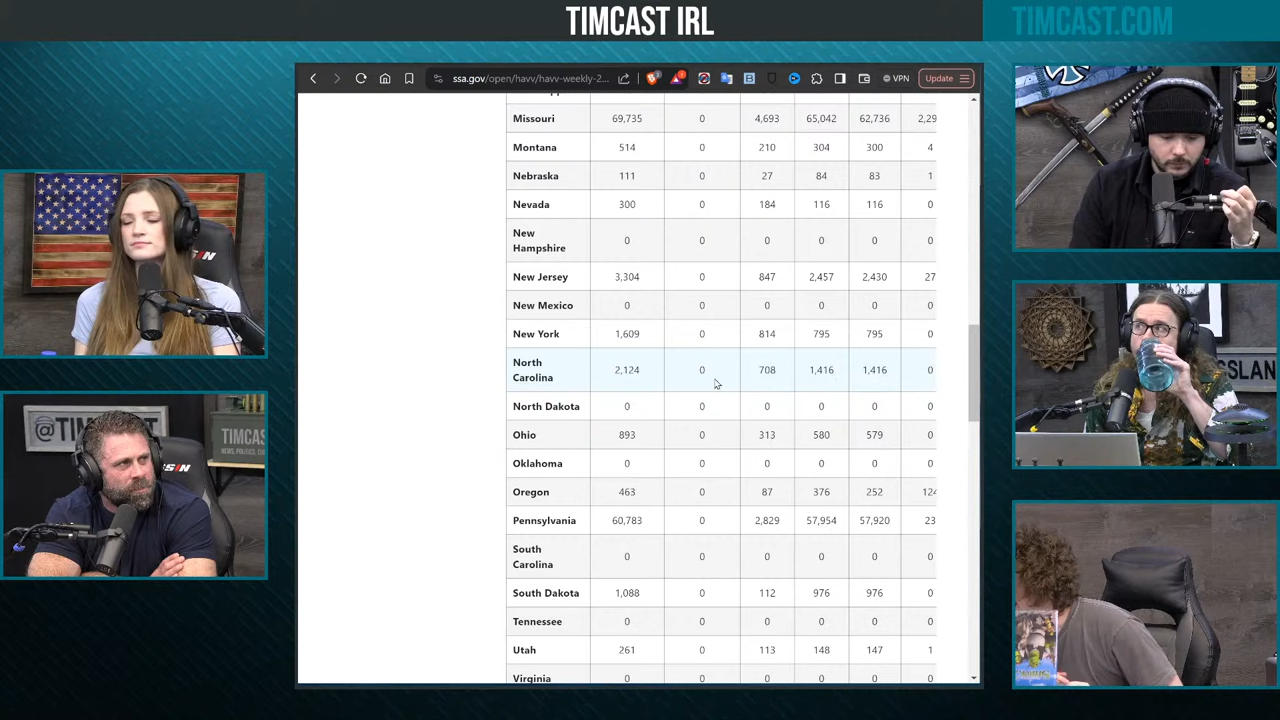 TIMCAST IRL
TIMCAST.COM
ssa.gov/open/havv/havv-weekly-2...
VPN
Update
Missouri 69,735 0 4,693 65,042 62,736 2,29
Montana 514 0 210 304 300 4
Nebraska 111 0 27 84 83 1
Nevada 300 0 184 116 116 0
New
Hampshire 0 0 0 0 0 0
New Jersey 3,304 0 847 2,457 2,430 27
New Mexico 0 0 0 0 0 0
New York 1,609 0 814 795 795 0
North
Carolina 2,124 0 708 1,416 1,416 0
North Dakota 0 0 0 0 0 0
Ohio 893 0 313 580 579 0
Oklahoma 0 0 0 0 0 0
Oregon 463 0 87 376 252 124
Pennsylvania 60,783 0 2,829 57,954 57,920 23
South
Carolina 0 0 0 0 0 0
South Dakota 1,088 0 112 976 976 0
Tennessee 0 0 0 0 0 0
Utah 261 0 113 148 147 1
Virginia 0 0 0 0 0 0
@TIMC
TIMCAST
SSLAN